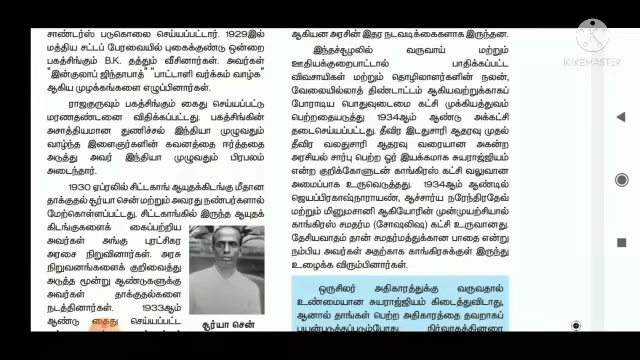 சாண்டர்ஸ் படுகொலை செய்யப்பட்டார். 1929இல்
மத்திய சட்டப் பேரவையில் புகைக்குண்டு ஒன்றை
பகத்சிங்கும் B.K. தத்தும் வீசினார்கள். அவர்கள்
"இன்குலாப் ஜிந்தாபாத்" "பாட்டாளி வர்க்கம் வாழ்க"
ஆகிய முழக்கங்களை எழுப்பினார்கள்.
ராஜகுருவும் பகத்சிங்கும் கைது செய்யப்பட்டு
மரணதண்டனை விதிக்கப்பட்டது. பகத்சிங்கின்
அசாத்தியமான துணிச்சல் இந்தியா முழுவதும்
வாழ்ந்த இளைஞர்களின் கவனத்தை ஈர்த்ததை
அடுத்து அவர் இந்தியா முழுவதும் பிரபலம்
அடைந்தார்.
1930 ஏப்ரலில் சிட்டகாங் ஆயுதக்கிடங்கு மீதான
தாக்குதல் சூர்யா சென் மற்றும் அவரது நண்பர்களால்
மேற்கொள்ளப்பட்டது. சிட்டகாங்கில் இருந்த ஆயுதக்
கிடங்குகளைக் கைப்பற்றிய
அவர்கள் அங்கு புரட்சிகர
அரசை நிறுவினார்கள். அரசு
நிறுவனங்களைக் குறிவைத்து
அடுத்த மூன்று ஆண்டுகளுக்கு
அவர்கள் தாக்குதல்களை
நடத்தினார்கள். 1933ஆம்
ஆண்டு கைது செய்யப்பட்ட
சூர்யா சென்
ஆகியன அரசின் இதர நடவடிக்கைகளாக இருந்தன.
இந்தச்சூழலில் வருவாய் மற்றும்
ஊதியக்குறைபாட்டால் பாதிக்கப்பட்ட
விவசாயிகள் மற்றும் தொழிலாளர்களின் நலன்,
வேலையில்லாத் திண்டாட்டம் ஆகியவற்றுக்காகப்
போராடிய பொதுவுடைமை கட்சி முக்கியத்துவம்
பெற்றதையடுத்து 1934ஆம் ஆண்டு அக்கட்சி
தடைசெய்யப்பட்டது. தீவிர இடதுசாரி ஆதரவு முதல்
தீவிர வலதுசாரி ஆதரவு வரையான அகன்ற
அரசியல் சார்பு பெற்ற ஓர் இயக்கமாக சுயராஜ்ஜியம்
என்ற குறிக்கோளுடன் காங்கிரஸ் கட்சி வலுவான
அமைப்பாக உருவெடுத்தது. 1934ஆம் ஆண்டில்
ஜெயப்பிரகாஷ்நாராயண், ஆச்சார்ய நரேந்திரதேவ்
மற்றும் மினுமசானி ஆகியோரின் முன்முயற்சியால்
காங்கிரஸ் சமதர்ம (சோஷலிஷ) கட்சி உருவானது.
தேசியவாதம் தான் சமதர்மத்துக்கான பாதை என்று
நம்பிய அவர்கள் அதற்காக காங்கிரசுக்குள் இருந்து
உழைக்க விரும்பினார்கள்.
ஒருசிலர் அதிகாரத்துக்கு வருவதால்
உண்மையான சுயராஜ்ஜியம் கிடைத்துவிடாது,
ஆனால் தாங்கள் பெற்ற அதிகாரத்தை தவறாகப்
பயன்படுத்தப்படும்போது நிர்வாகத்தினரை
KINEMASTER